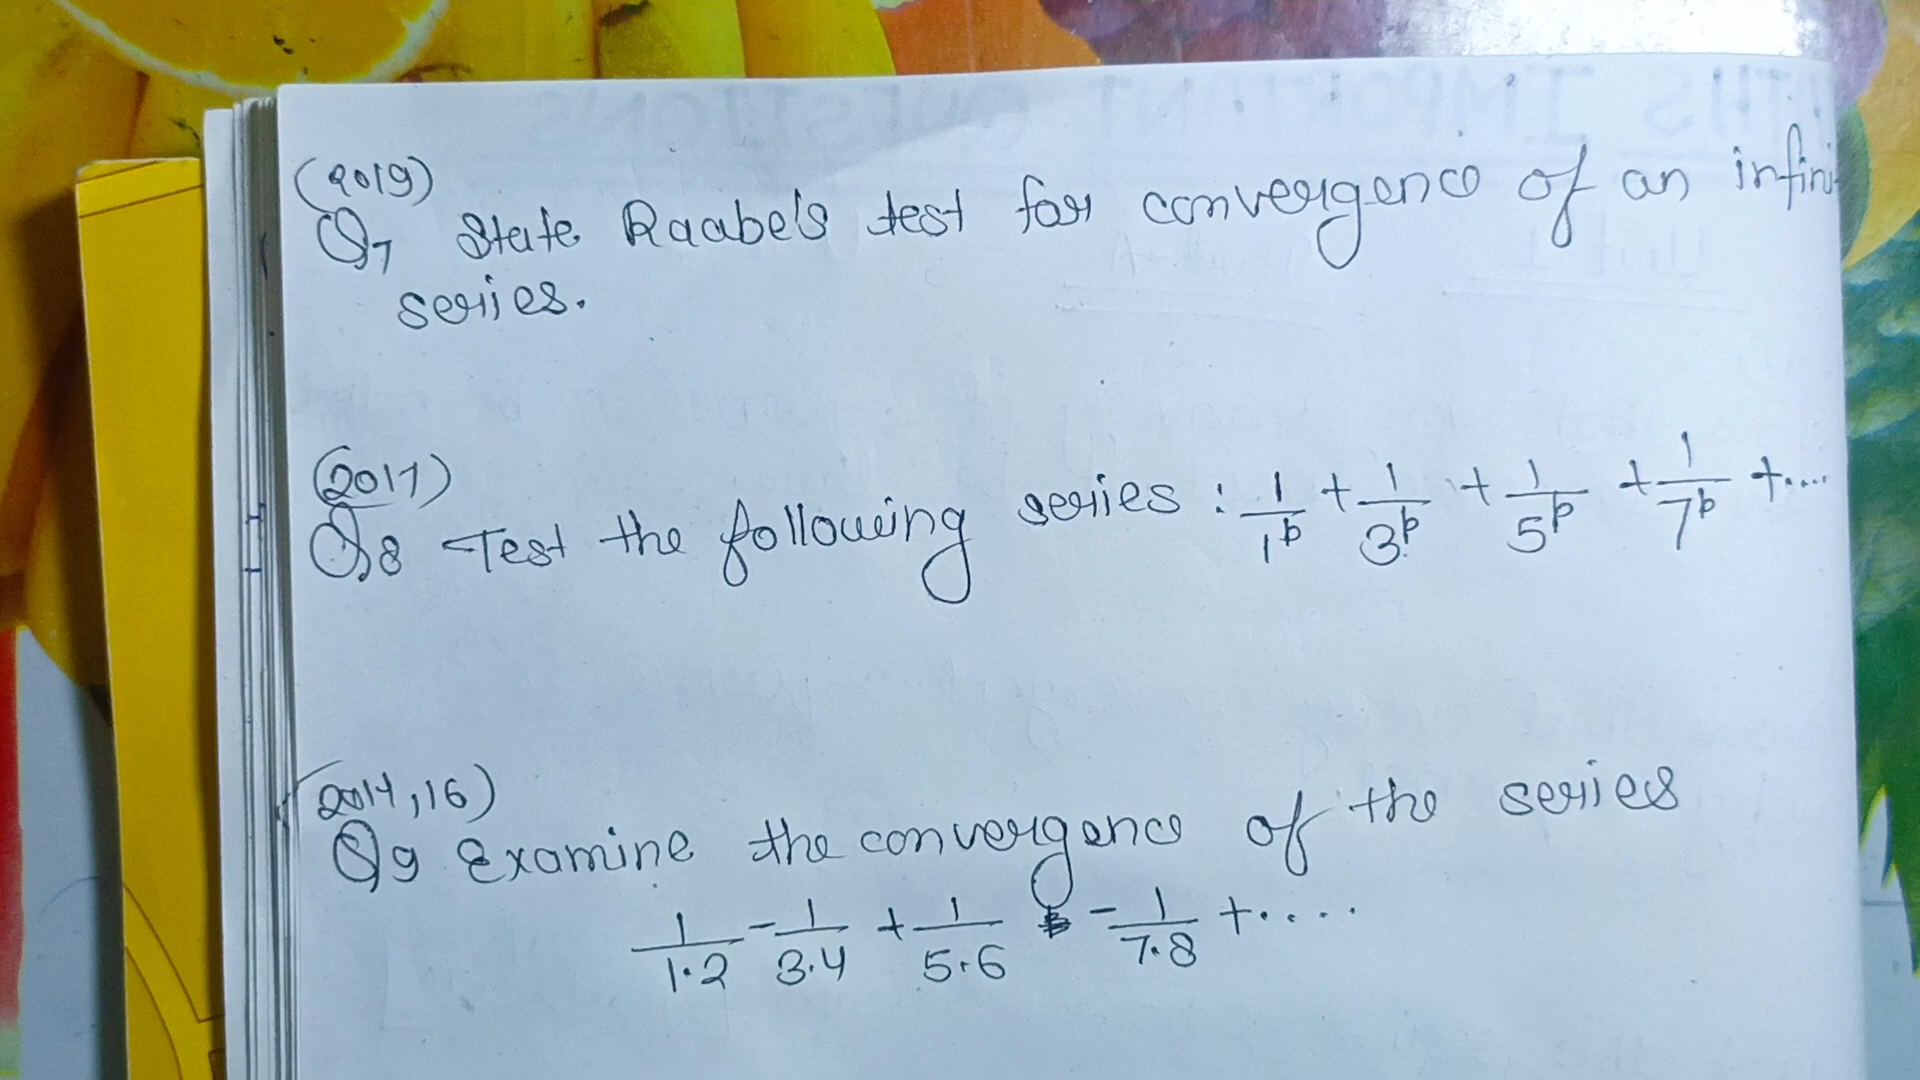 (2019)
Q7 State Raabe's test for convergence of an infini
series.
(2017)
Q8 Test the following series : 1/1^p + 1/3^p + 1/5^p + 1/7^p + ....
2014,16)
Q9 Examine the convergence of the series
1/1·2 - 1/3·4 + 1/5·6 - 1/7·8 + ....